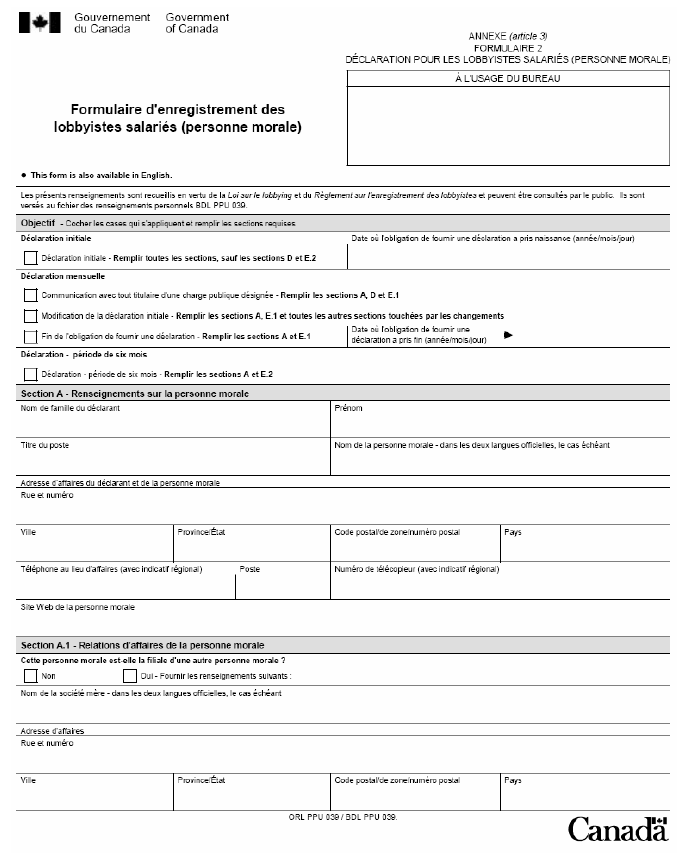 Gouvernement
du Canada
Government
of Canada
ANNEXE (article 3)
FORMULAIRE 2
DÉCLARATION POUR LES LOBBYISTES SALARIÉS (PERSONNE MORALE)
À L'USAGE DU BUREAU
Formulaire d'enregistrement des
lobbyistes salariés (personne morale)
● This form is also available in English.
Les présents renseignements sont recueillis en vertu de la Loi sur le lobbying et du Règlement sur l'enregistrement des lobbyistes et peuvent être consultés par le public. Ils sont
versés au fichier des renseignements personnels BDL PPU 039.
Objectif - Cocher les cases qui s'appliquent et remplir les sections requises
Déclaration initiale
Date où l'obligation de fournir une déclaration a pris naissance (année/mois/jour)
Déclaration initiale - Remplir toutes les sections, sauf les sections D et E.2
Déclaration mensuelle
Communication avec tout titulaire d'une charge publique désignée - Remplir les sections A, D et E.1
Modification de la déclaration initiale - Remplir les sections A, E.1 et toutes les autres sections touchées par les changements
Fin de l'obligation de fournir une déclaration - Remplir les sections A et E.1
Date où l'obligation de fournir une
déclaration a pris fin (année/mois/jour)
Déclaration - période de six mois
Déclaration - période de six mois - Remplir les sections A et E.2
Section A - Renseignements sur la personne morale
Nom de famille du déclarant
Prénom
Titre du poste
Nom de la personne morale - dans les deux langues officielles, le cas échéant
Adresse d'affaires du déclarant et de la personne morale
Rue et numéro
Ville
Province/État
Code postal/de zone/numéro postal
Pays
Téléphone au lieu d'affaires (avec indicatif régional)
Poste
Numéro de télécopieur (avec indicatif régional)
Site Web de la personne morale
Section A.1 - Relations d'affaires de la personne morale
Cette personne morale est-elle la filiale d'une autre personne morale ?
Non
Oui - Fournir les renseignements suivants :
Nom de la société mère - dans les deux langues officielles, le cas échéant
Adresse d'affaires
Rue et numéro
Ville
Province/État
Code postal/de zone/numéro postal
Pays
ORL PPU 039 / BDL PPU 039.
Canada